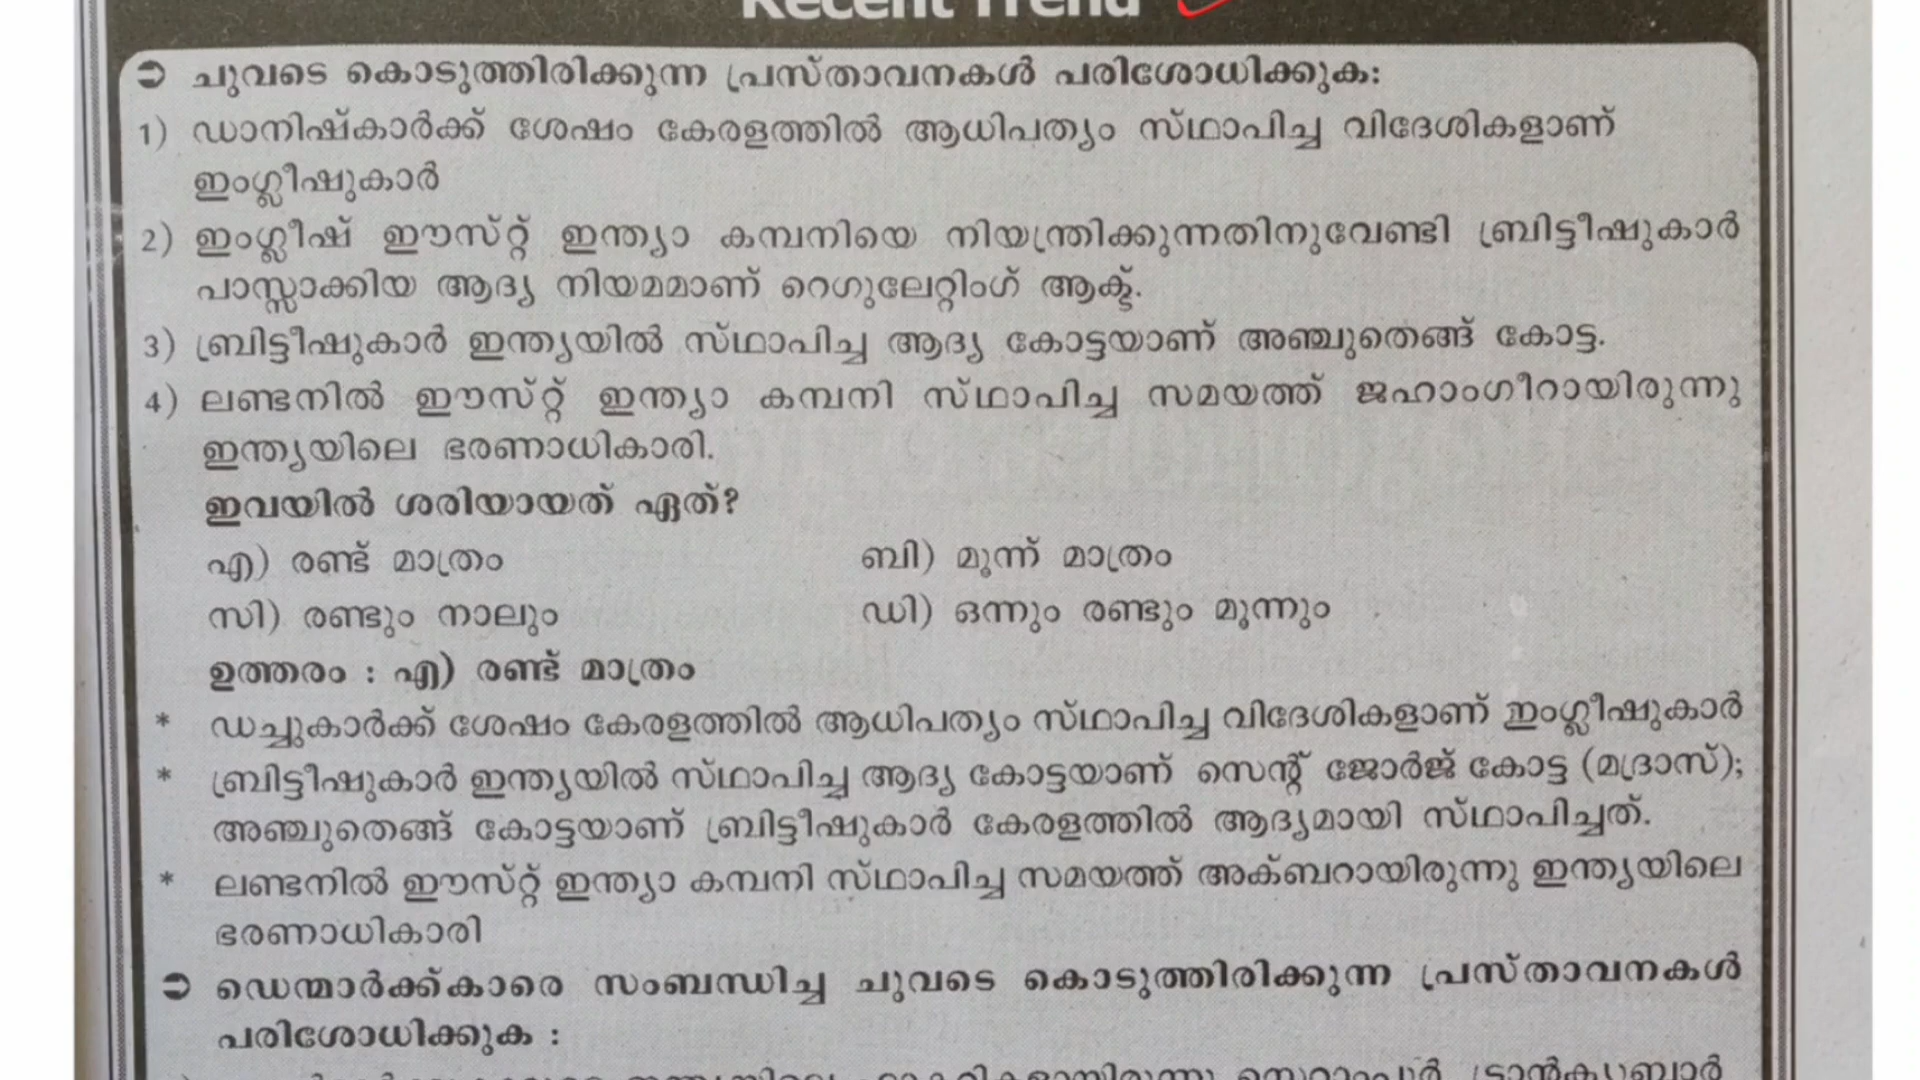 Recent Trend
➲ ചുവടെ കൊടുത്തിരിക്കുന്ന പ്രസ്താവനകൾ പരിശോധിക്കുക:
1) ഡാനിഷ്കാർക്ക് ശേഷം കേരളത്തിൽ ആധിപത്യം സ്ഥാപിച്ച വിദേശികളാണ്
ഇംഗ്ലീഷുകാർ
2) ഇംഗ്ലീഷ് ഈസ്റ്റ് ഇന്ത്യാ കമ്പനിയെ നിയന്ത്രിക്കുന്നതിനുവേണ്ടി ബ്രിട്ടീഷുകാർ
പാസ്സാക്കിയ ആദ്യ നിയമമാണ് റെഗുലേറ്റിംഗ് ആക്ട്.
3) ബ്രിട്ടീഷുകാർ ഇന്ത്യയിൽ സ്ഥാപിച്ച ആദ്യ കോട്ടയാണ് അഞ്ചുതെങ്ങ് കോട്ട.
4) ലണ്ടനിൽ ഈസ്റ്റ് ഇന്ത്യാ കമ്പനി സ്ഥാപിച്ച സമയത്ത് ജഹാംഗീറായിരുന്നു
ഇന്ത്യയിലെ ഭരണാധികാരി.
ഇവയിൽ ശരിയായത് ഏത്?
എ) രണ്ട് മാത്രം ബി) മൂന്ന് മാത്രം
സി) രണ്ടും നാലും ഡി) ഒന്നും രണ്ടും മൂന്നും
ഉത്തരം : എ) രണ്ട് മാത്രം
* ഡച്ചുകാർക്ക് ശേഷം കേരളത്തിൽ ആധിപത്യം സ്ഥാപിച്ച വിദേശികളാണ് ഇംഗ്ലീഷുകാർ
* ബ്രിട്ടീഷുകാർ ഇന്ത്യയിൽ സ്ഥാപിച്ച ആദ്യ കോട്ടയാണ് സെന്റ് ജോർജ് കോട്ട (മദ്രാസ്);
അഞ്ചുതെങ്ങ് കോട്ടയാണ് ബ്രിട്ടീഷുകാർ കേരളത്തിൽ ആദ്യമായി സ്ഥാപിച്ചത്.
* ലണ്ടനിൽ ഈസ്റ്റ് ഇന്ത്യാ കമ്പനി സ്ഥാപിച്ച സമയത്ത് അക്ബറായിരുന്നു ഇന്ത്യയിലെ
ഭരണാധികാരി
➲ ഡെന്മാർക്ക്കാരെ സംബന്ധിച്ച ചുവടെ കൊടുത്തിരിക്കുന്ന പ്രസ്താവനകൾ
പരിശോധിക്കുക :